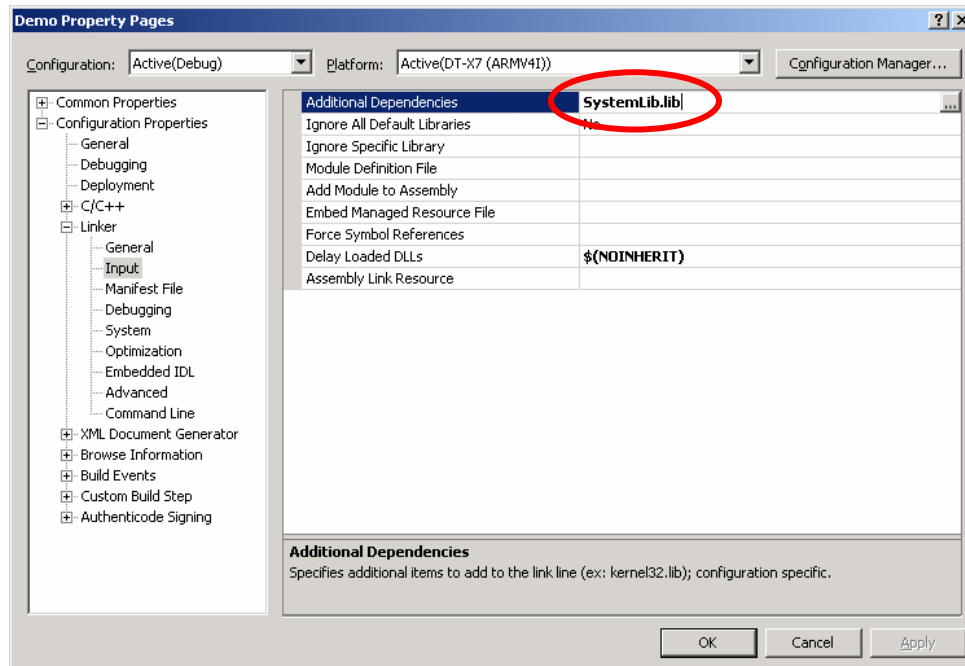 Demo Property Pages
?
Configuration: Active(Debug) Platform: Active(DT-X7 (ARMV4I)) Configuration Manager...
Common Properties
Configuration Properties
General
Debugging
Deployment
C/C++
Linker
General
Input
Manifest File
Debugging
System
Optimization
Embedded IDL
Advanced
Command Line
XML Document Generator
Browse Information
Build Events
Custom Build Step
Authenticode Signing
Additional Dependencies SystemLib.lib ...
Ignore All Default Libraries No
Ignore Specific Library
Module Definition File
Add Module to Assembly
Embed Managed Resource File
Force Symbol References
Delay Loaded DLLs $(NOINHERIT)
Assembly Link Resource
Additional Dependencies
Specifies additional items to add to the link line (ex: kernel32.lib); configuration specific.
OK Cancel Apply